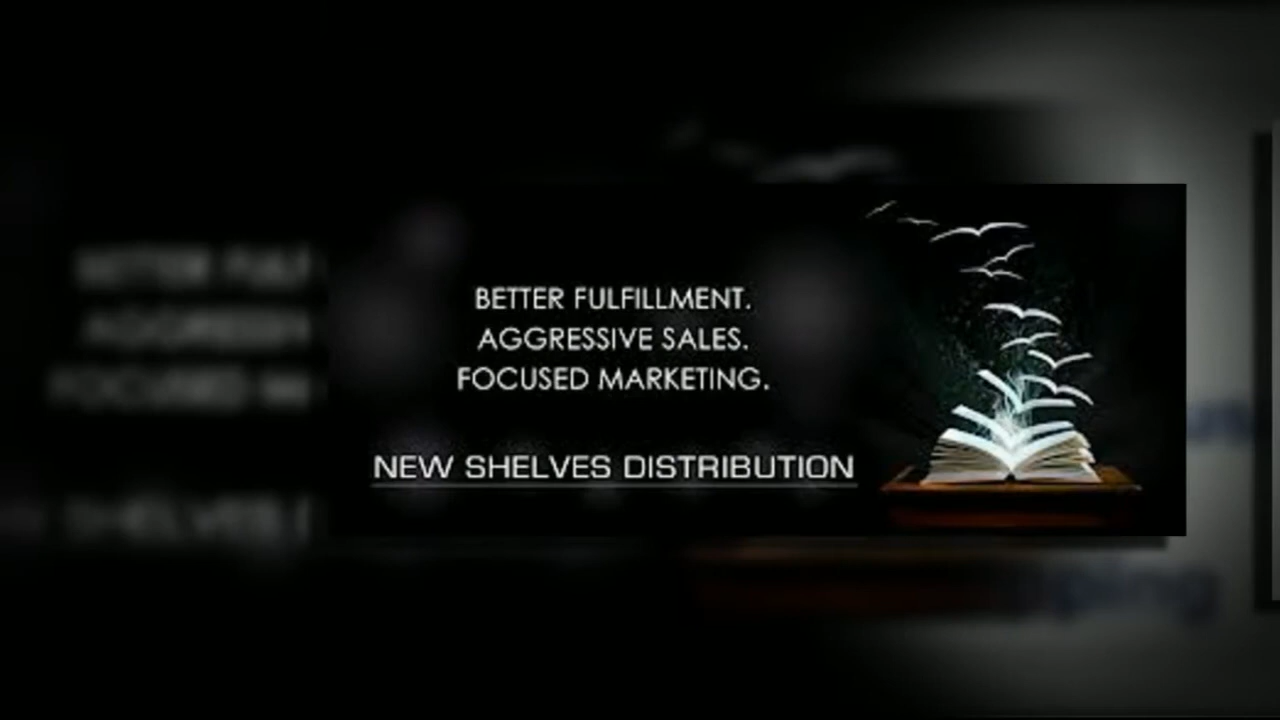 BETTER FULFILLMENT.
AGGRESSIVE SALES.
FOCUSED MARKETING.
NEW SHELVES DISTRIBUTION